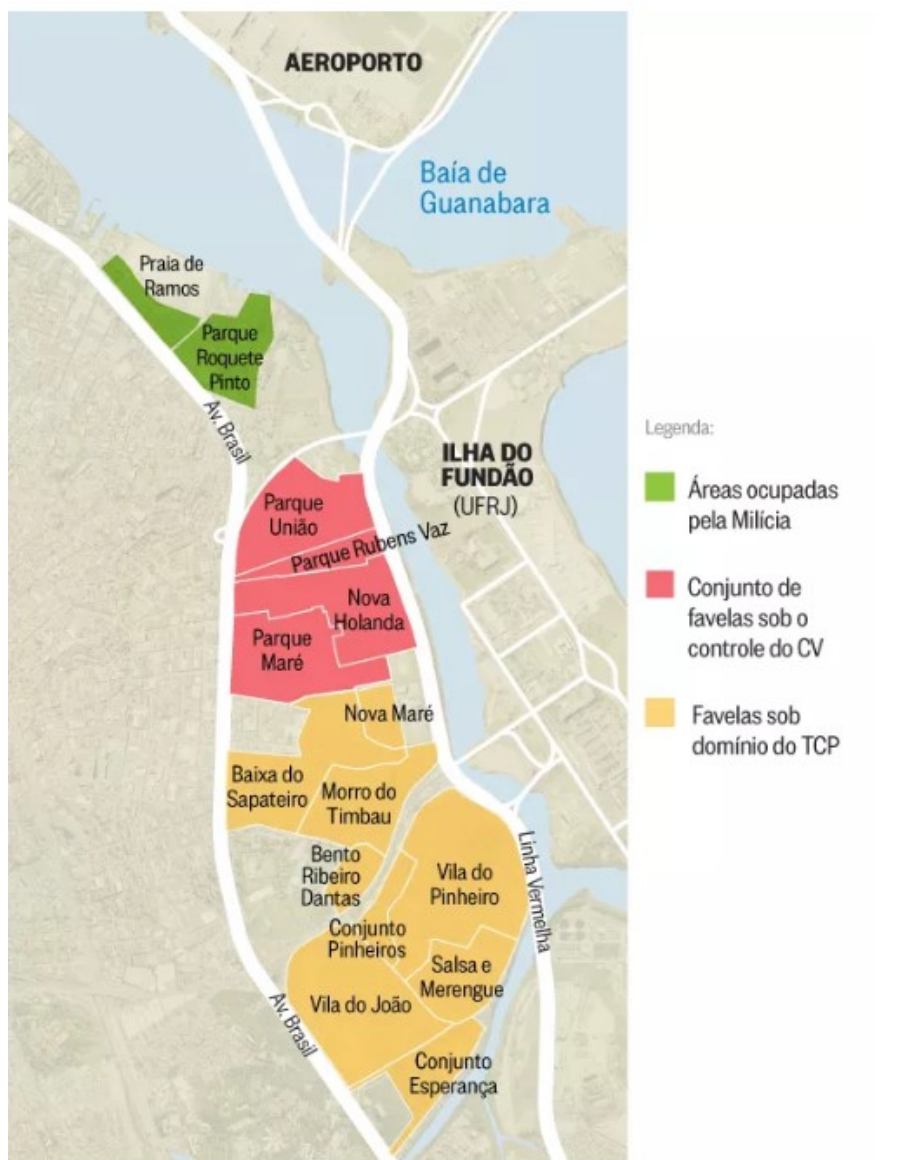 AEROPORTO
Baía de
Guanabara
Praia de
Ramos
Parque
Roquete
Pinto
Av. Brasil
ILHA DO
FUNDÃO
(UFRJ)
Parque
União
Parque Rubens Vaz
Nova
Holanda
Parque
Maré
Nova Maré
Baixa do
Sapateiro
Morro do
Timbau
Bento
Ribeiro
Dantas
Vila do
Pinheiro
Linha Vermelha
Conjunto
Pinheiros
Salsa e
Merengue
Vila do João
Av. Brasil
Conjunto
Esperança
Legenda:
Áreas ocupadas
pela Milícia
Conjunto de
favelas sob o
controle do CV
Favelas sob
domínio do TCP